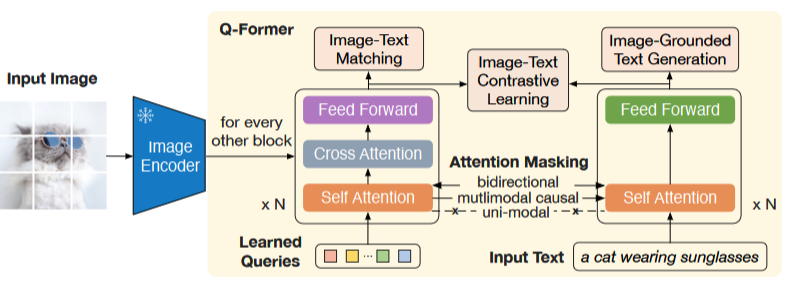 Q-Former
Input Image
Image
Encoder
for every
other block
Image-Text
Matching
Image-Text
Contrastive
Learning
Image-Grounded
Text Generation
Feed Forward
Cross Attention
Self Attention
x N
Attention Masking
bidirectional
mutlimodal causal
uni-modal
Feed Forward
Self Attention
x N
Learned
Queries
...
Input Text
a cat wearing sunglasses